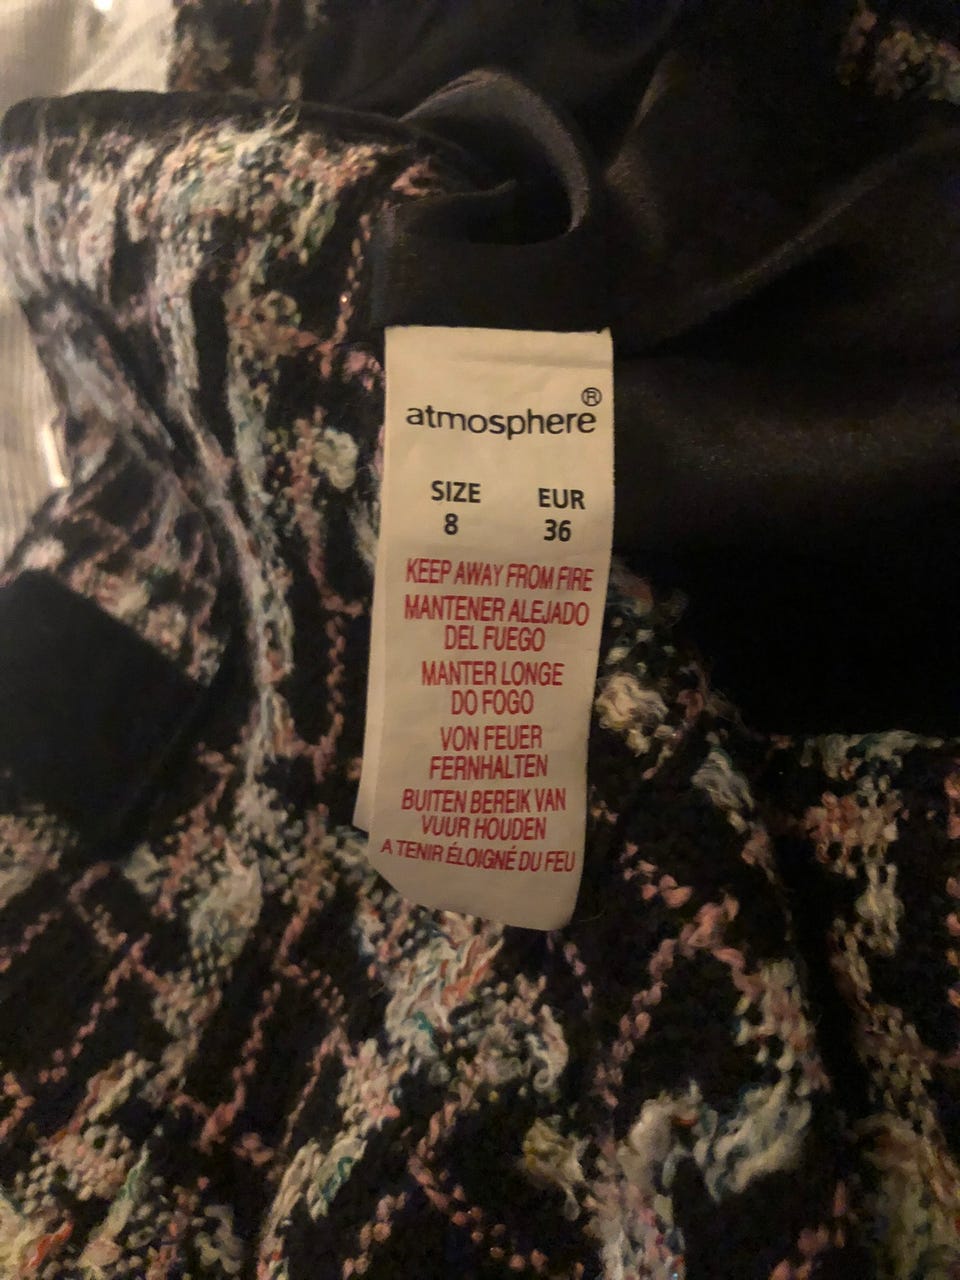 atmosphere®
SIZE EUR
8 36
KEEP AWAY FROM FIRE
MANTENER ALEJADO
DEL FUEGO
MANTER LONGE
DO FOGO
VON FEUER
FERNHALTEN
BUITEN BEREIK VAN
VUUR HOUDEN
A TENIR ÉLOIGNÉ DU FEU